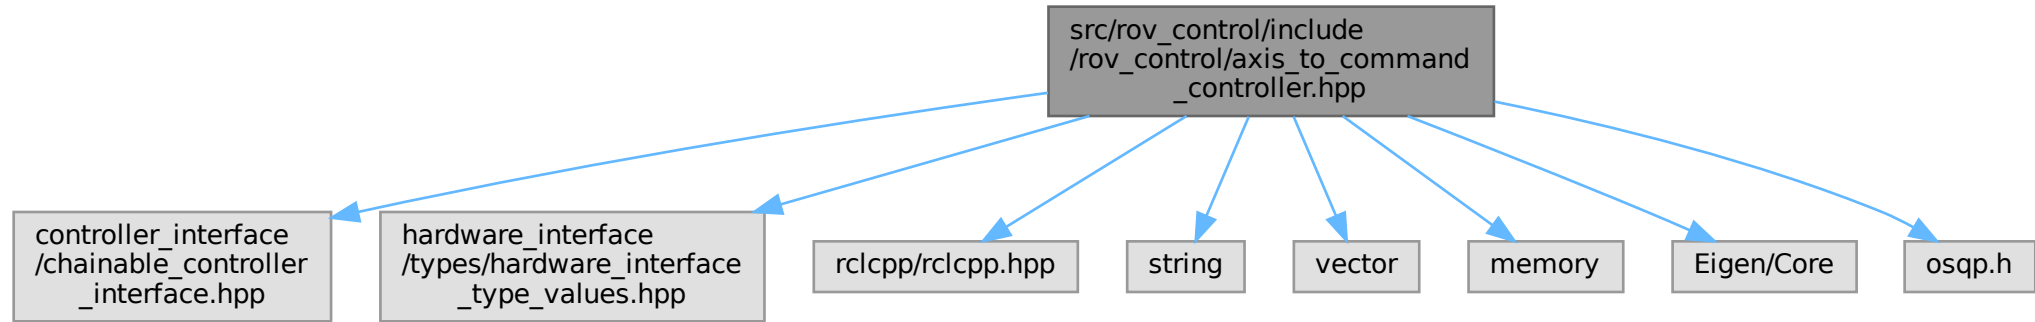 src/rov_control/include
/rov_control/axis_to_command
_controller.hpp
controller_interface
/chainable_controller
_interface.hpp
hardware_interface
/types/hardware_interface
_type_values.hpp
rclcpp/rclcpp.hpp
string
vector
memory
Eigen/Core
osqp.h